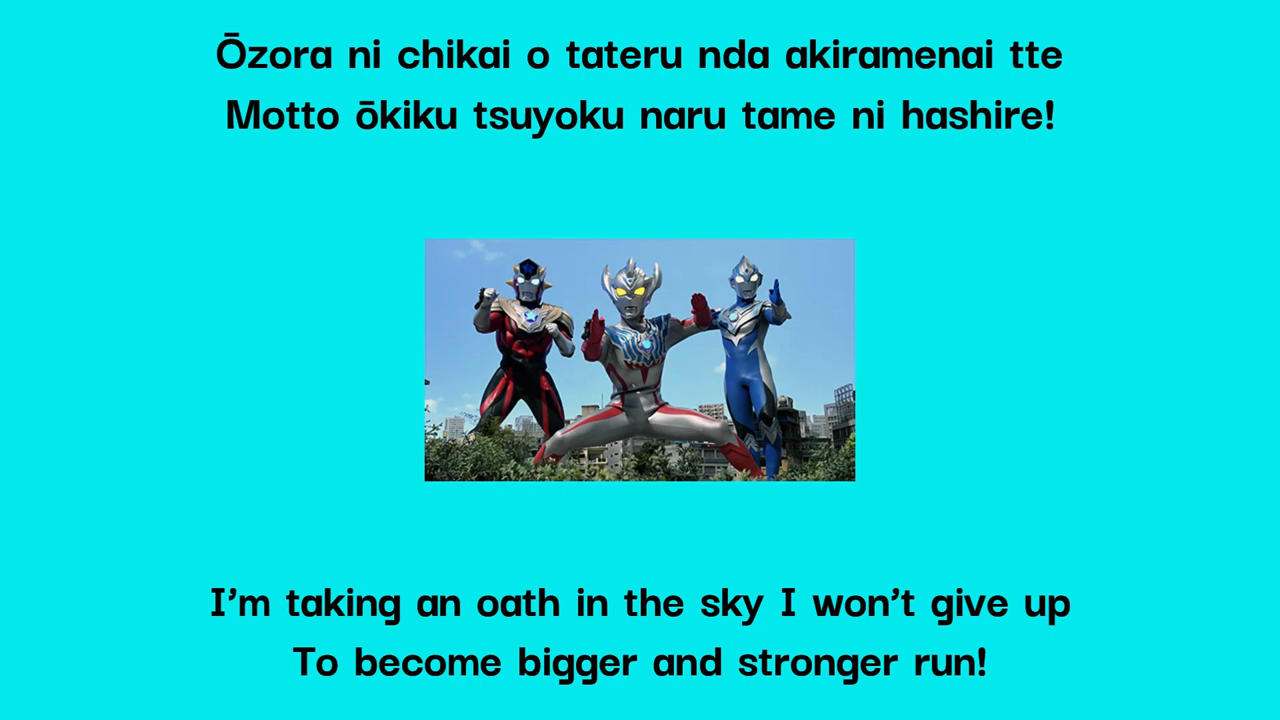 Ōzora ni chikai o tateru nda akiramenai tte
Motto ōkiku tsuyoku naru tame ni hashire!
I’m taking an oath in the sky I won’t give up
To become bigger and stronger run!